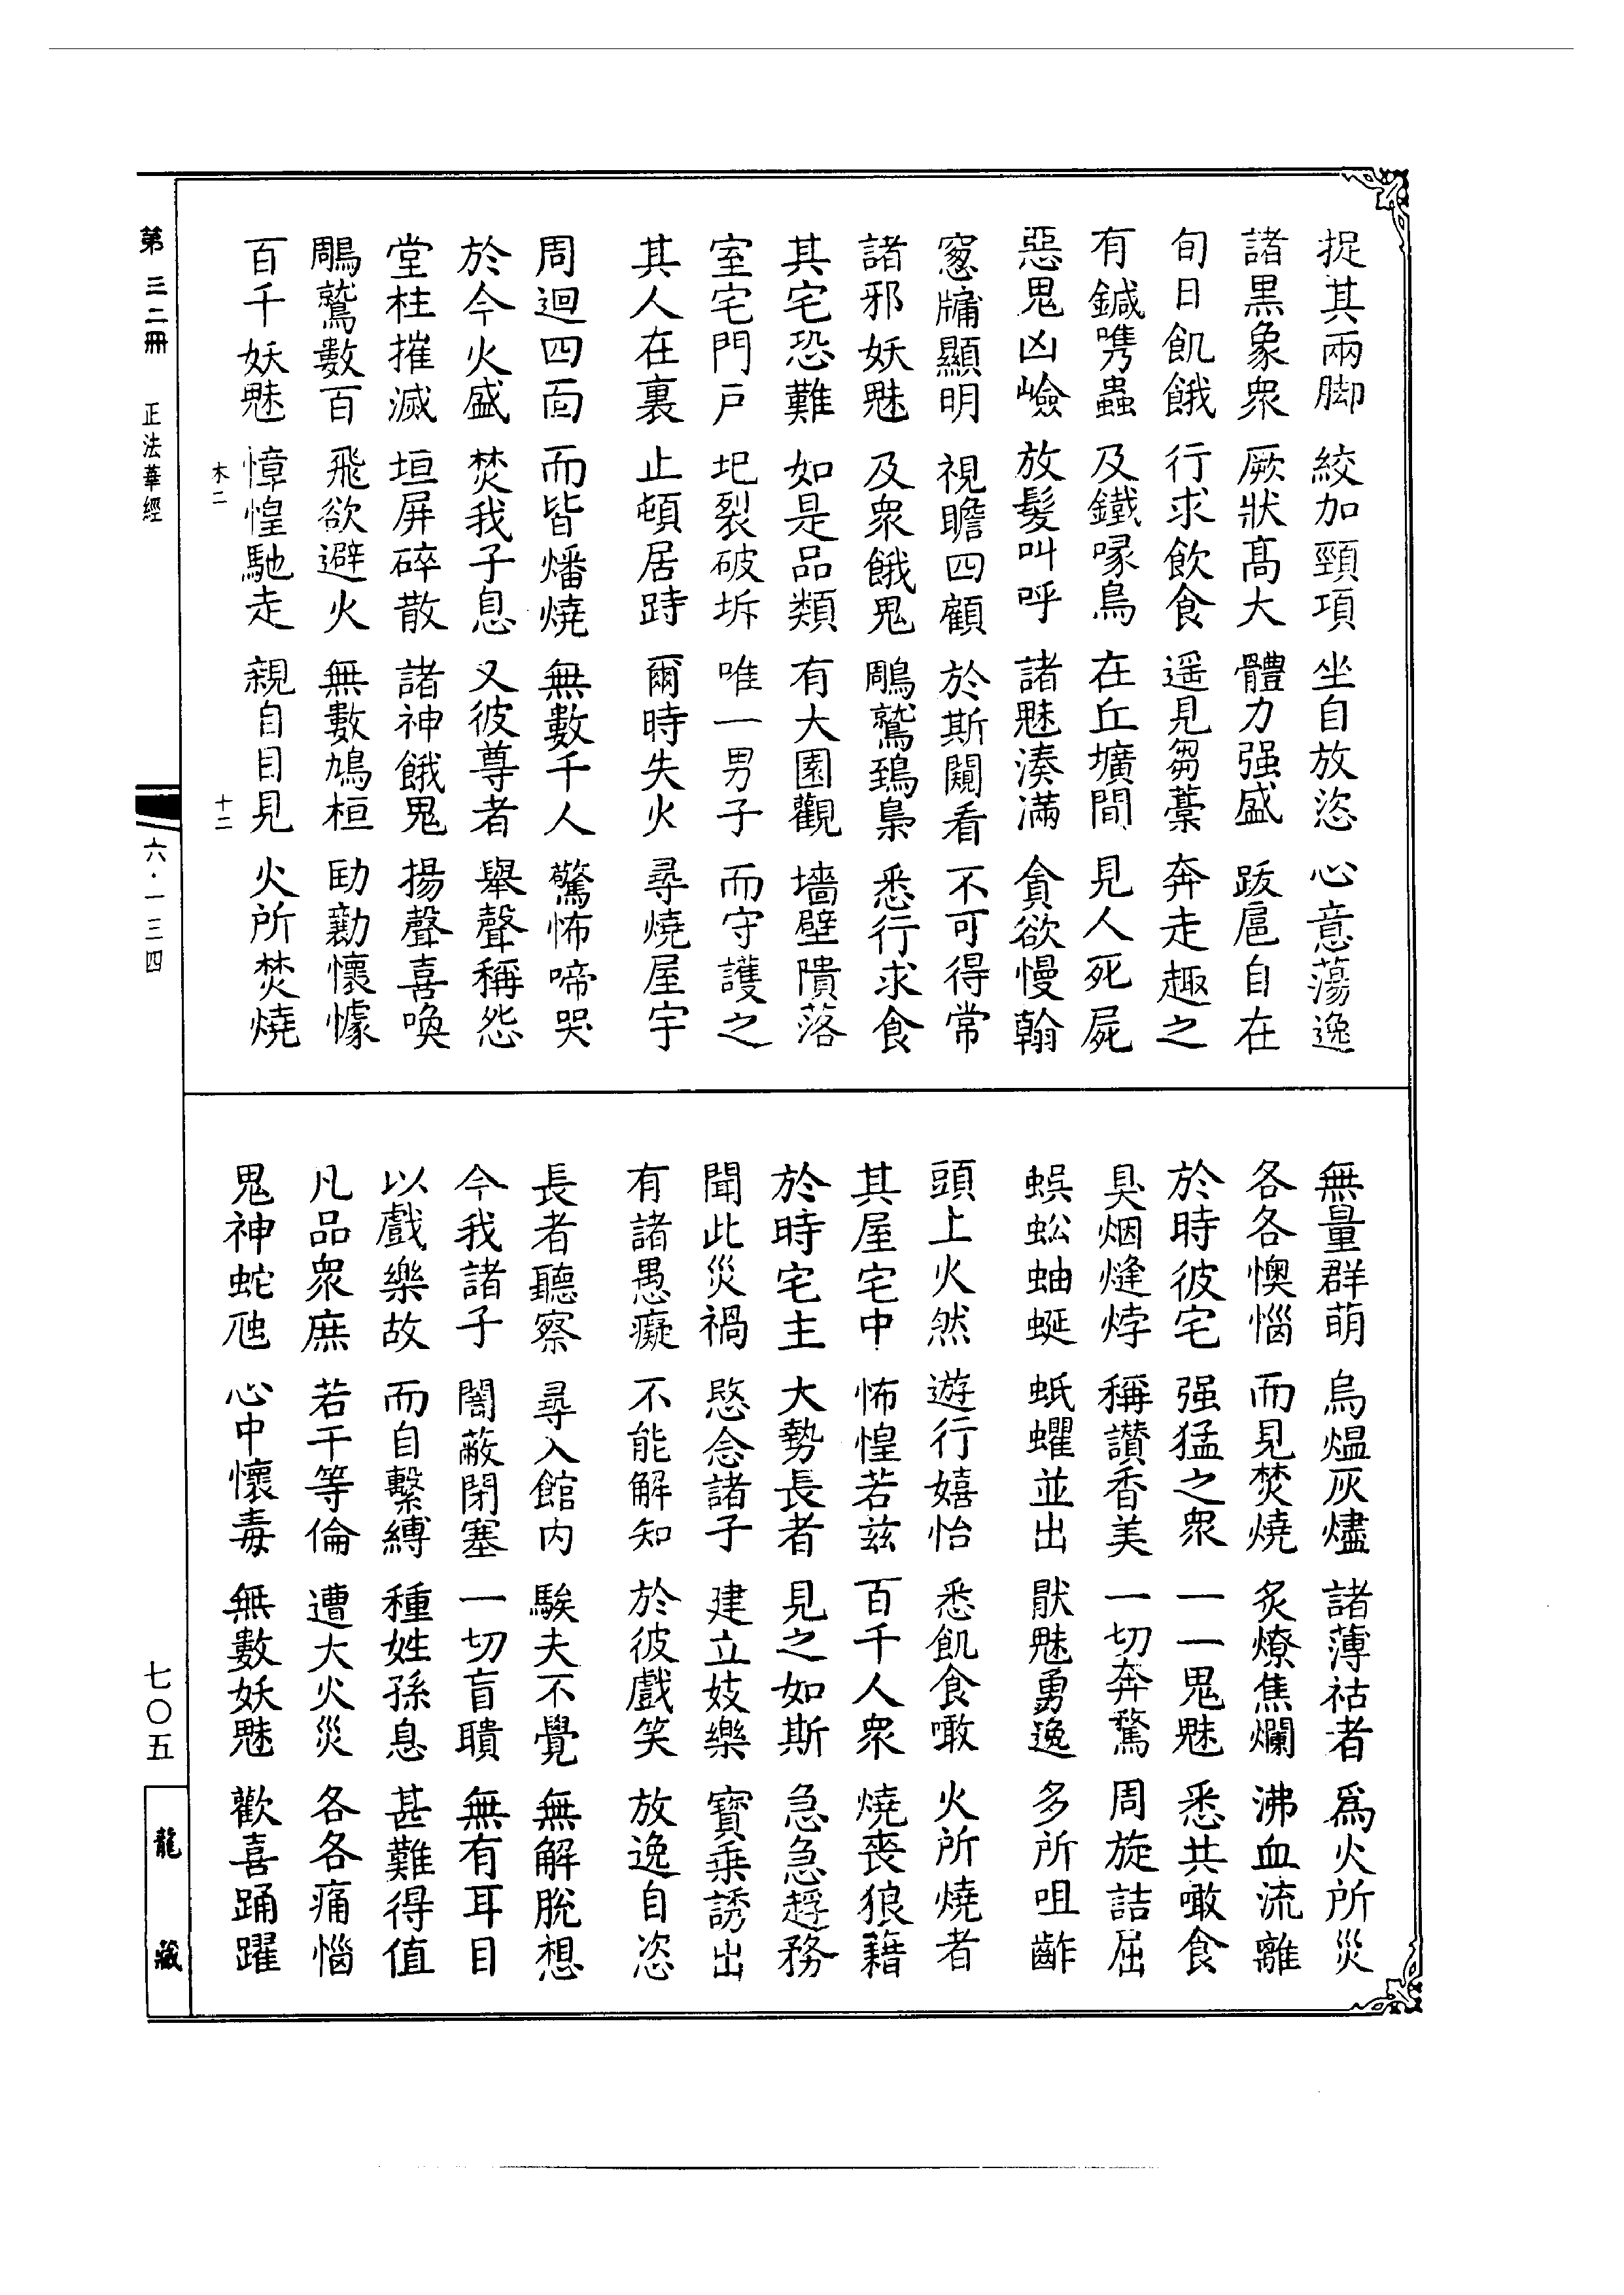 捉其兩脚 絞加頸項 坐自放恣 心意蕩逸
諸黑象衆 厥狀高大 體力强盛 跋扈自在
旬日飢餓 行求飲食 遥見芻藁 奔走趣之
有鍼㗋蟲 及鐵喙鳥 在丘壙間 見人死屍
惡鬼凶嶮 放髮叫呼 諸魅湊滿 貪欲慢翰
窻牖顯明 視瞻四顧 於斯闚看 不可得常
諸邪妖魅 及衆餓鬼 鵰鷲鵄梟 悉行求食
其宅恐難 如是品類 有大園觀 墻壁隤落
室宅門戶 圯裂破坼 唯一男子 而守護之
其人在裏 止頓居跱 爾時失火 尋燒屋宇
周迴四面 而皆燔燒 無數千人 驚怖啼哭
於今火盛 焚我子息 又彼尊者 舉聲稱怨
堂柱摧滅 垣屏碎散 諸神餓鬼 揚聲喜喚
鵰鷲數百 飛欲避火 無數鳩桓 劻勷懷懅
百千妖魅 慞惶馳走 親自目見 火所焚燒
無量群萌 烏煴灰燼 諸薄祜者 爲火所災
各各懊惱 而見焚燒 炙燎焦爛 沸血流離
於時彼宅 强猛之衆 一一鬼魅 悉共噉食
臭烟熢㶿 稱讚香美 一切奔騖 周旋詰屈
蜈蚣蚰蜒 蚔蠷並出 猒魅勇逸 多所咀齚
頭上火然 遊行嬉怡 悉飢食噉 火所燒者
其屋宅中 怖惶若兹 百千人衆 燒喪狼藉
於時宅主 大勢長者 見之如斯 急急趍務
聞此災禍 愍念諸子 建立妓樂 寶乗誘出
有諸愚癡 不能解知 於彼戲笑 放逸自恣
長者聽察 尋入館内 騃夫不覺 無解脫想
今我諸子 闇蔽閉塞 一切盲聵 無有耳目
以戲樂故 而自繫縛 種姓孫息 甚難得值
凡品衆庶 若干等倫 遭大火災 各各痛惱
鬼神蛇虺 心中懷毒 無數妖魅 歡喜踊躍
木二 十二
第三二冊 正法華經 六·一三四 七〇五 龍藏